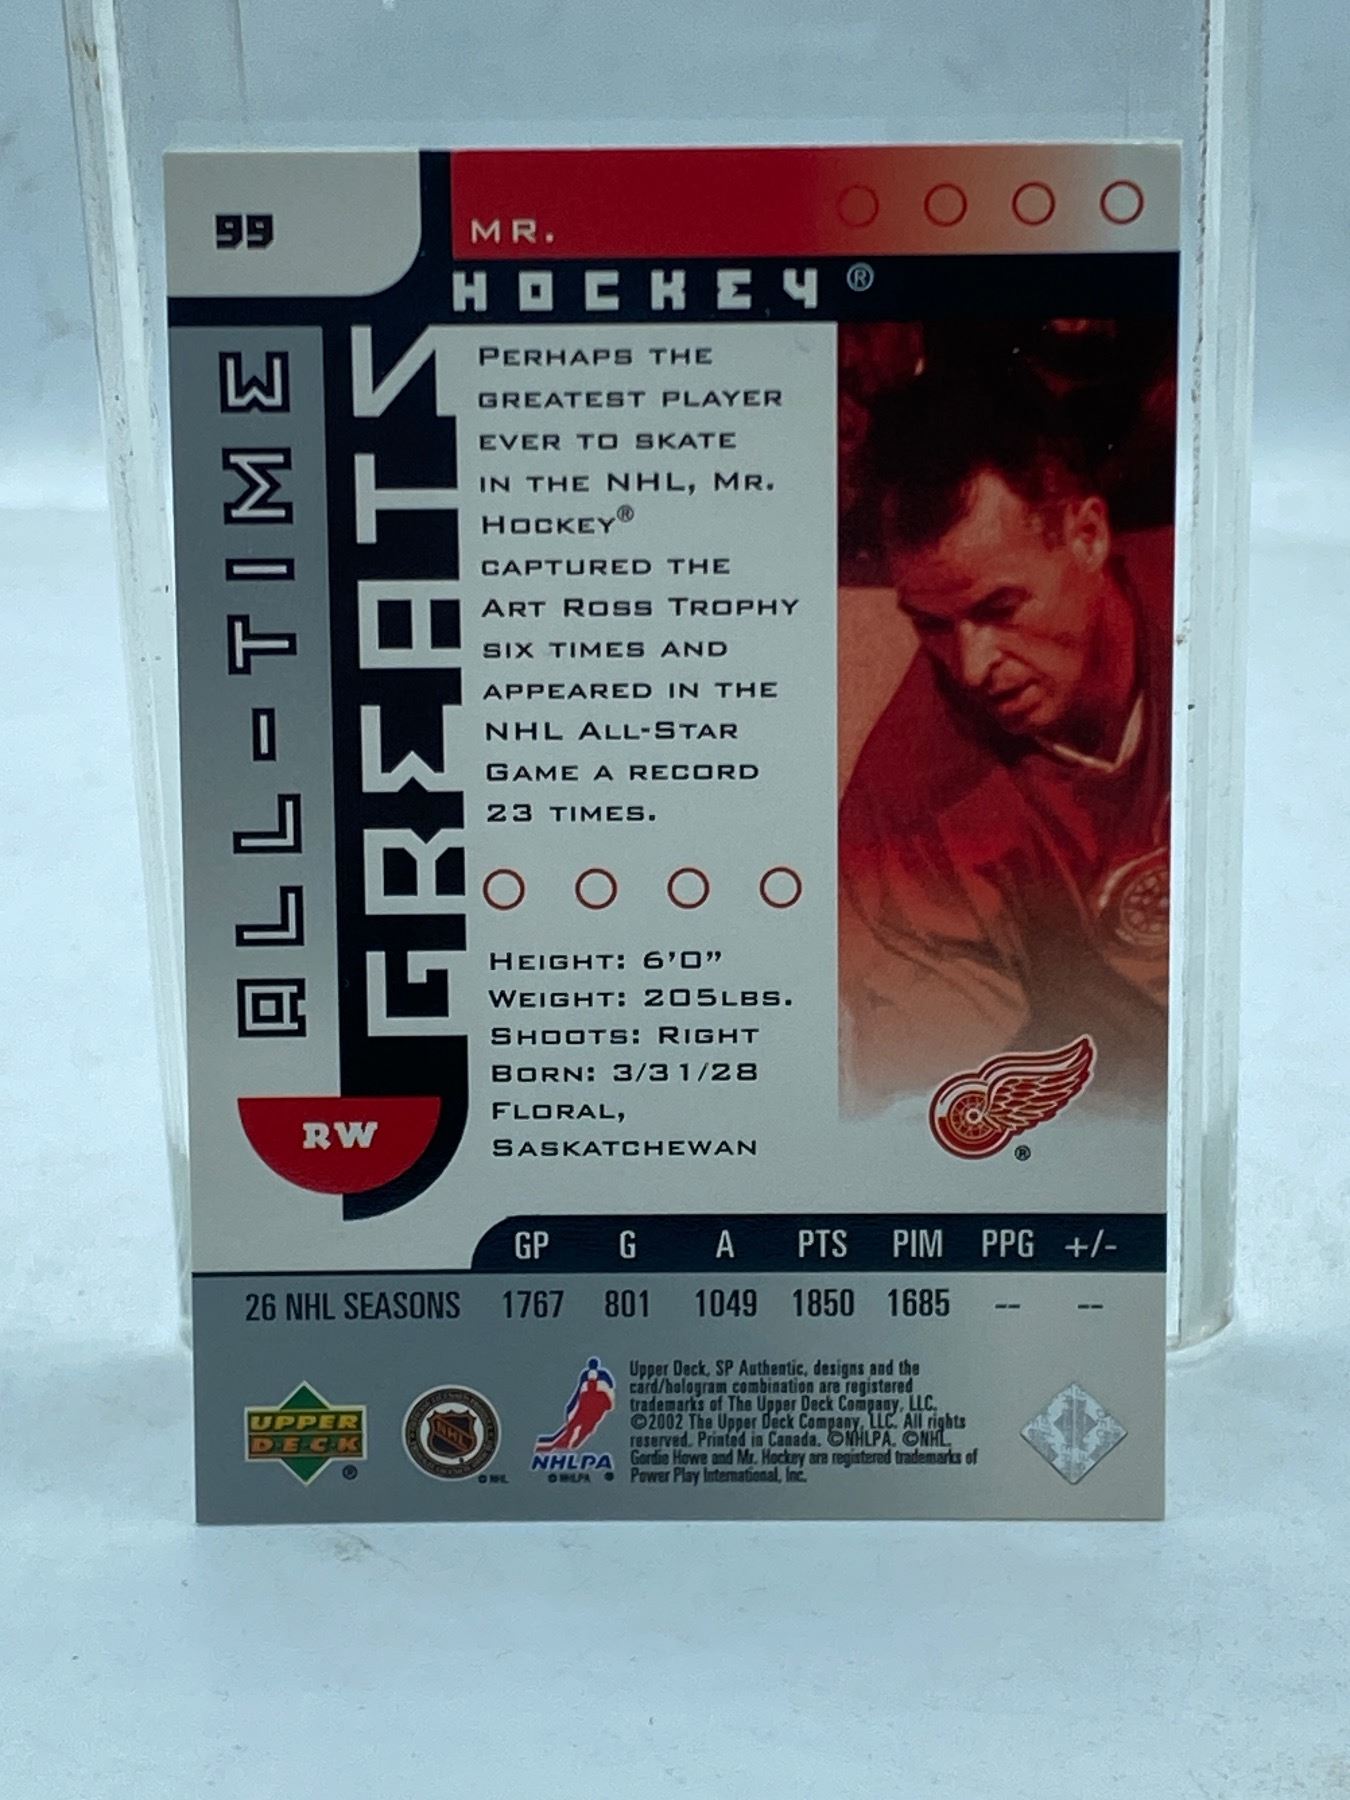 99
MR.
HOCKEY®
ALL-TIME
GREATS
PERHAPS THE
GREATEST PLAYER
EVER TO SKATE
IN THE NHL, MR.
HOCKEY®
CAPTURED THE
ART ROSS TROPHY
SIX TIMES AND
APPEARED IN THE
NHL ALL-STAR
GAME A RECORD
23 TIMES.
HEIGHT: 6'0"
WEIGHT: 205LBS.
SHOOTS: RIGHT
BORN: 3/31/28
FLORAL,
SASKATCHEWAN
RW
®
GP G A PTS PIM PPG +/-
26 NHL SEASONS 1767 801 1049 1850 1685 -- --
UPPER
DECK
®
NHL
© NHL
NHLPA
© NHLPA ®
Upper Deck, SP Authentic, designs and the
card/hologram combination are registered
trademarks of The Upper Deck Company, LLC.
©2002 The Upper Deck Company, LLC. All rights
reserved. Printed in Canada. ©NHLPA. ©NHL.
Gordie Howe and Mr. Hockey are registered trademarks of
Power Play International, Inc.